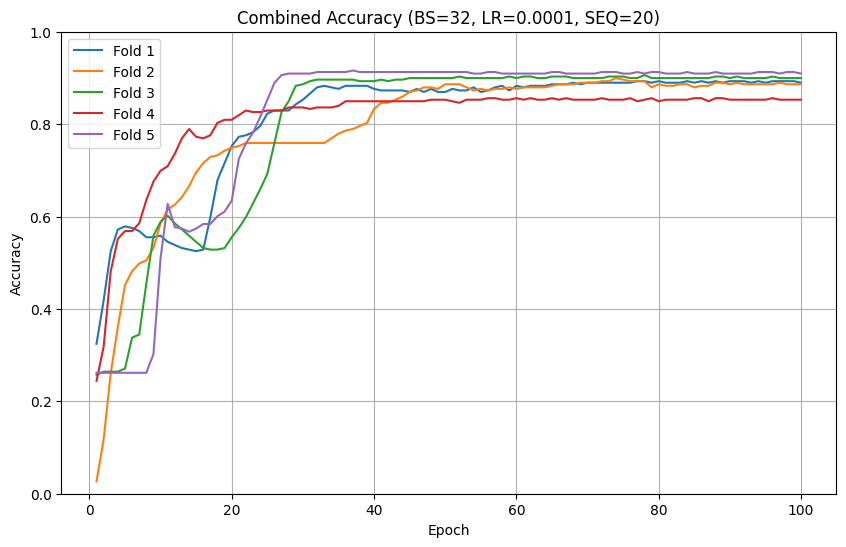 Combined Accuracy (BS=32, LR=0.0001, SEQ=20)
Accuracy
1.0
0.8
0.6
0.4
0.2
0.0
Fold 1
Fold 2
Fold 3
Fold 4
Fold 5
0 20 40 60 80 100
Epoch